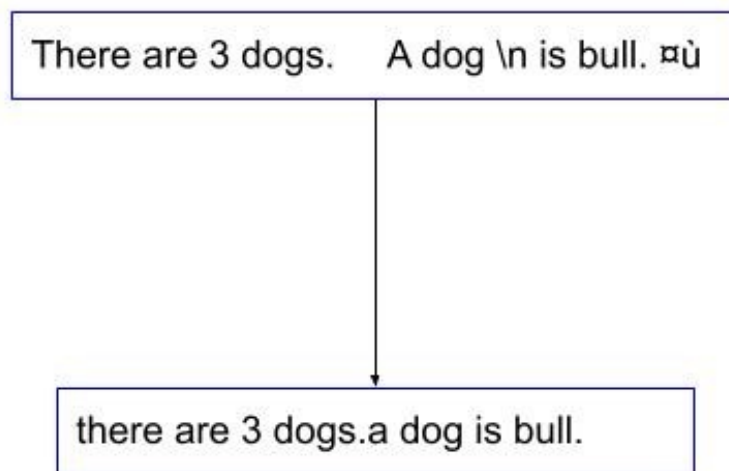 There are 3 dogs.     A dog \n is bull. ¤ù
there are 3 dogs.a dog is bull.